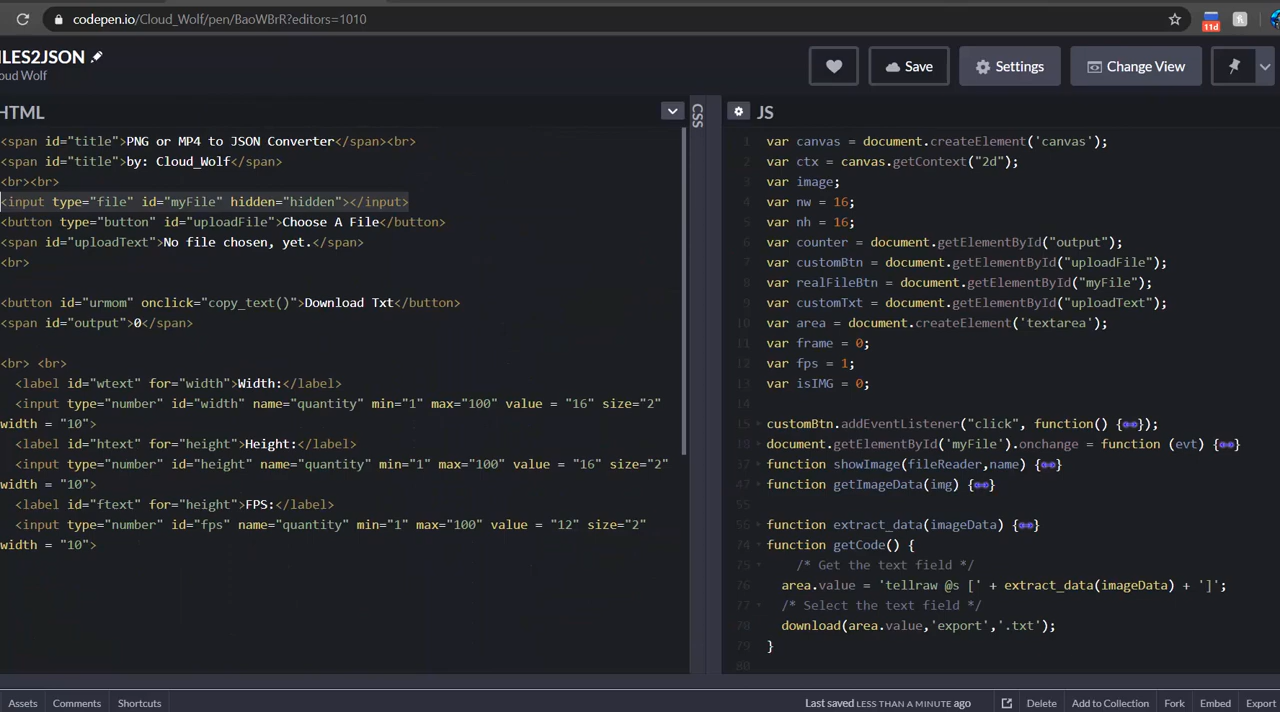 codepen.io/Cloud_Wolf/pen/BaoWBrR?editors=1010
11d
ILES2JSON
oud Wolf
Save
Settings
Change View
HTML
<span id="title">PNG or MP4 to JSON Converter</span><br>
<span id="title">by: Cloud_Wolf</span>
<br><br>
<input type="file" id="myFile" hidden="hidden"></input>
<button type="button" id="uploadFile">Choose A File</button>
<span id="uploadText">No file chosen, yet.</span>
<br>
<button id="urmom" onclick="copy_text()">Download Txt</button>
<span id="output">0</span>
<br> <br>
<label id="wtext" for="width">Width:</label>
<input type="number" id="width" name="quantity" min="1" max="100" value = "16" size="2"
width = "10">
<label id="htext" for="height">Height:</label>
<input type="number" id="height" name="quantity" min="1" max="100" value = "16" size="2"
width = "10">
<label id="ftext" for="height">FPS:</label>
<input type="number" id="fps" name="quantity" min="1" max="100" value = "12" size="2"
width = "10">
CSS
JS
1 var canvas = document.createElement('canvas');
2 var ctx = canvas.getContext("2d");
3 var image;
4 var nw = 16;
5 var nh = 16;
6 var counter = document.getElementById("output");
7 var customBtn = document.getElementById("uploadFile");
8 var realFileBtn = document.getElementById("myFile");
9 var customTxt = document.getElementById("uploadText");
10 var area = document.createElement('textarea');
11 var frame = 0;
12 var fps = 1;
13 var isIMG = 0;
14
15 customBtn.addEventListener("click", function() {});
18 document.getElementById('myFile').onchange = function (evt) {}
37 function showImage(fileReader,name) {}
47 function getImageData(img) {}
55
56 function extract_data(imageData) {}
74 function getCode() {
75 /* Get the text field */
76 area.value = 'tellraw @s [' + extract_data(imageData) + ']';
77 /* Select the text field */
78 download(area.value,'export','.txt');
79 }
80
Assets
Comments
Shortcuts
Last saved LESS THAN A MINUTE ago
Delete
Add to Collection
Fork
Embed
Export